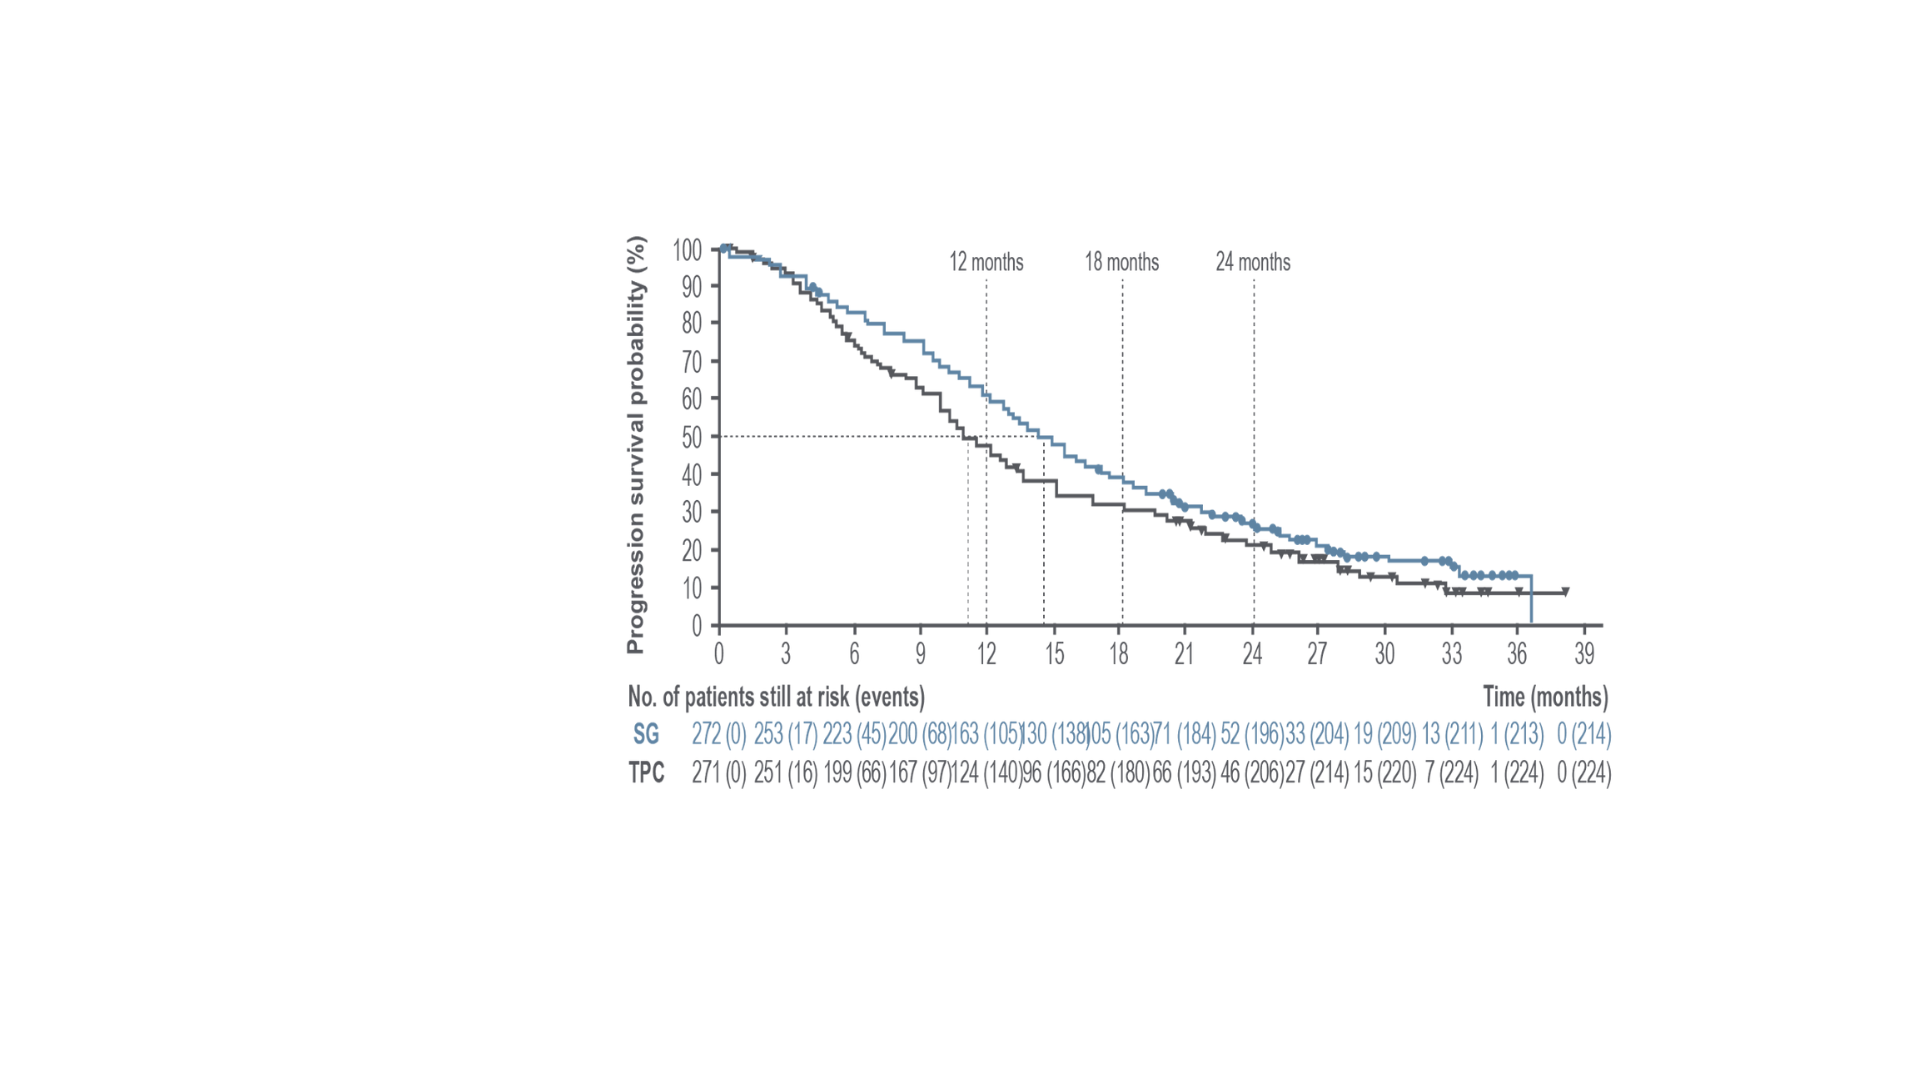 Progression survival probability (%)
100
90
80
70
60
50
40
30
20
10
0
12 months 18 months 24 months
0 3 6 9 12 15 18 21 24 27 30 33 36 39
No. of patients still at risk (events) Time (months)
SG 272 (0) 253 (17) 223 (45) 200 (68) 163 (105) 130 (138) 105 (163) 71 (184) 52 (196) 33 (204) 19 (209) 13 (211) 1 (213) 0 (214)
TPC 271 (0) 251 (16) 199 (66) 167 (97) 124 (140) 96 (166) 82 (180) 66 (193) 46 (206) 27 (214) 15 (220) 7 (224) 1 (224) 0 (224)